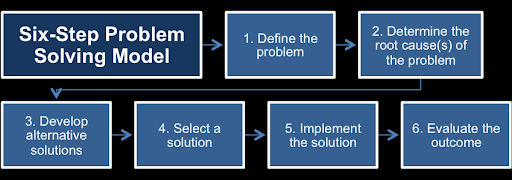 Six-Step Problem
Solving Model
1. Define the
problem
2. Determine the
root cause(s) of
the problem
3. Develop
alternative
solutions
4. Select a
solution
5. Implement
the solution
6. Evaluate the
outcome